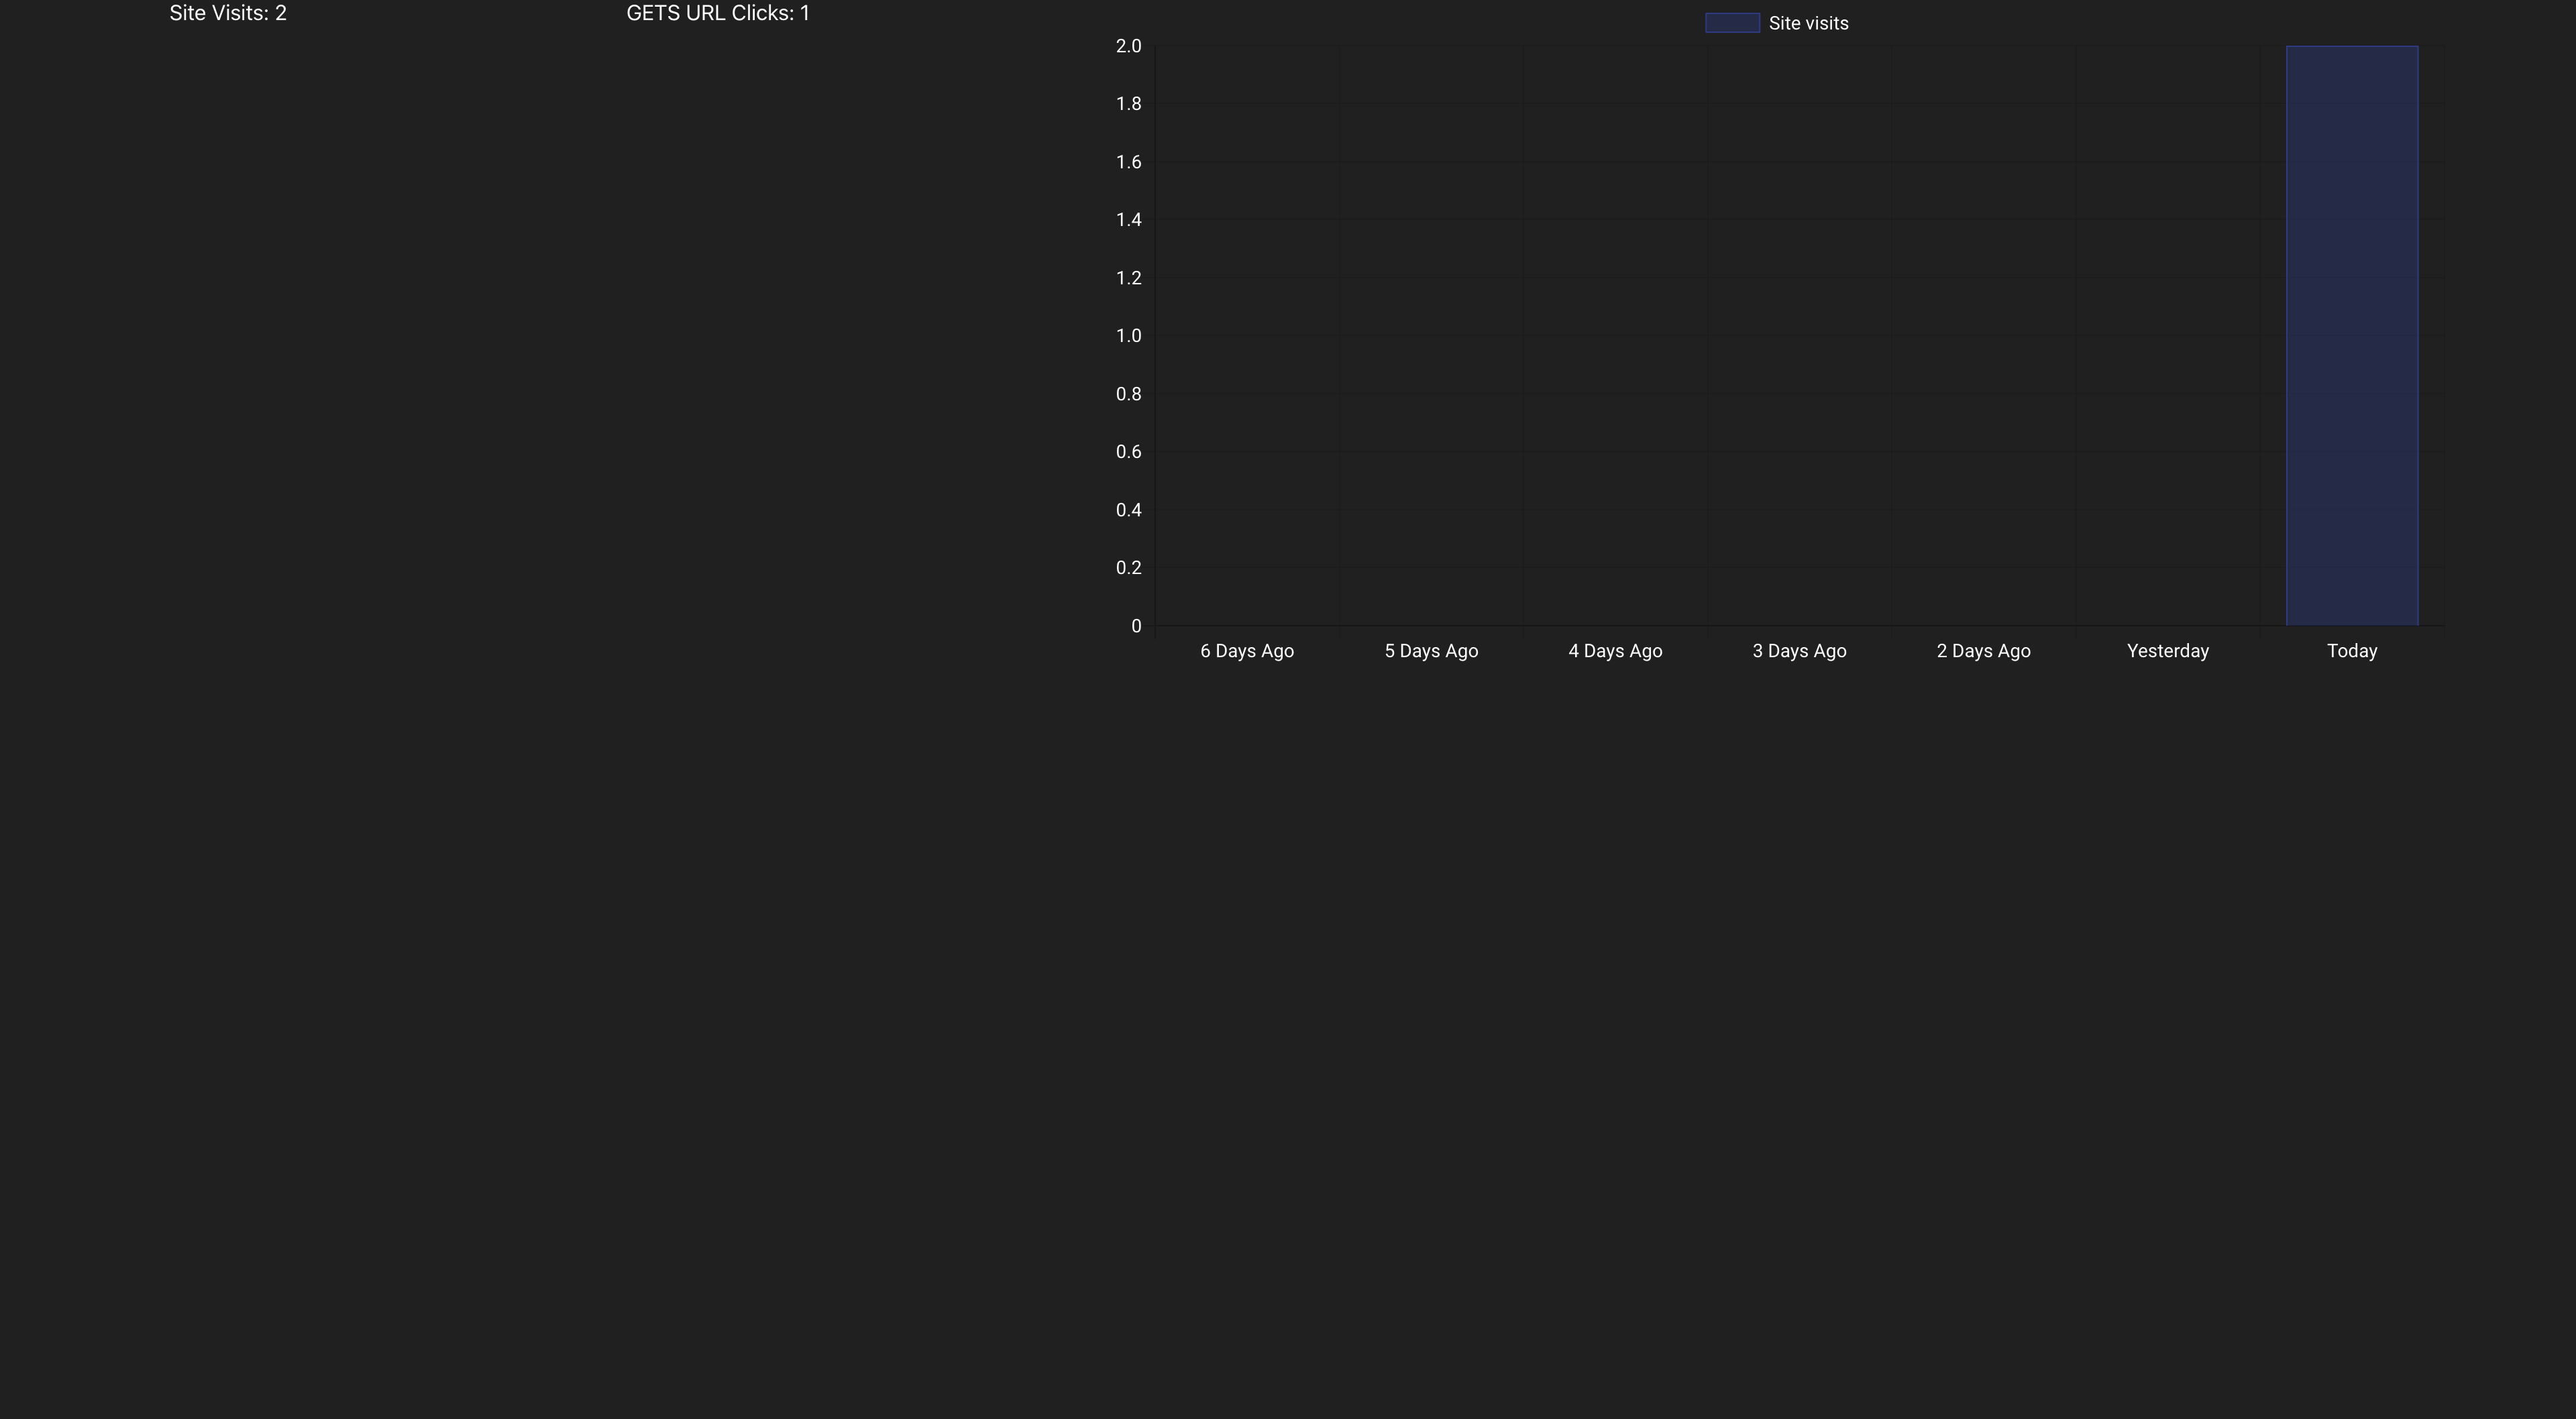 Site Visits: 2
GETS URL Clicks: 1
Site visits
2.0
1.8
1.6
1.4
1.2
1.0
0.8
0.6
0.4
0.2
0
6 Days Ago
5 Days Ago
4 Days Ago
3 Days Ago
2 Days Ago
Yesterday
Today